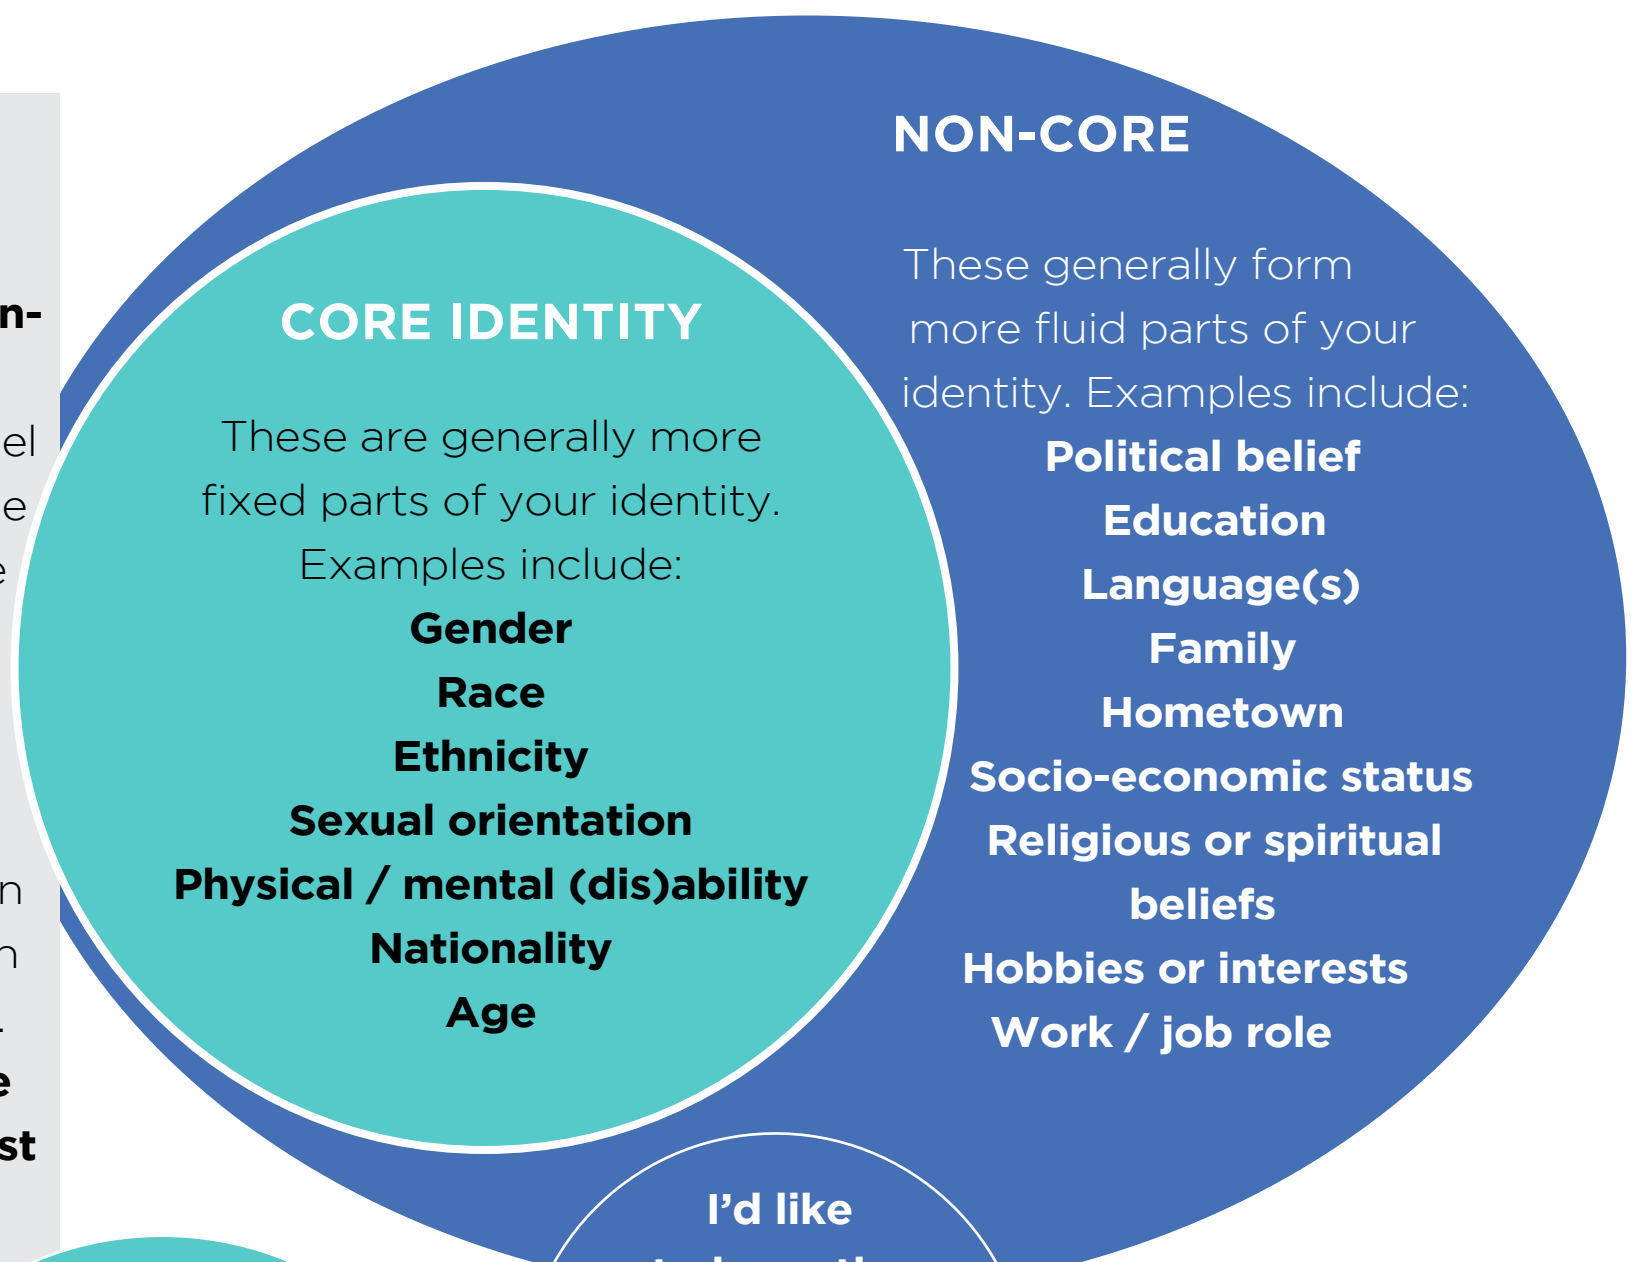 n-
el
e
e
n
n
.
e
st
CORE IDENTITY
These are generally more
fixed parts of your identity.
Examples include:
Gender
Race
Ethnicity
Sexual orientation
Physical / mental (dis)ability
Nationality
Age
NON-CORE
These generally form
more fluid parts of your
identity. Examples include:
Political belief
Education
Language(s)
Family
Hometown
Socio-economic status
Religious or spiritual
beliefs
Hobbies or interests
Work / job role
I’d like